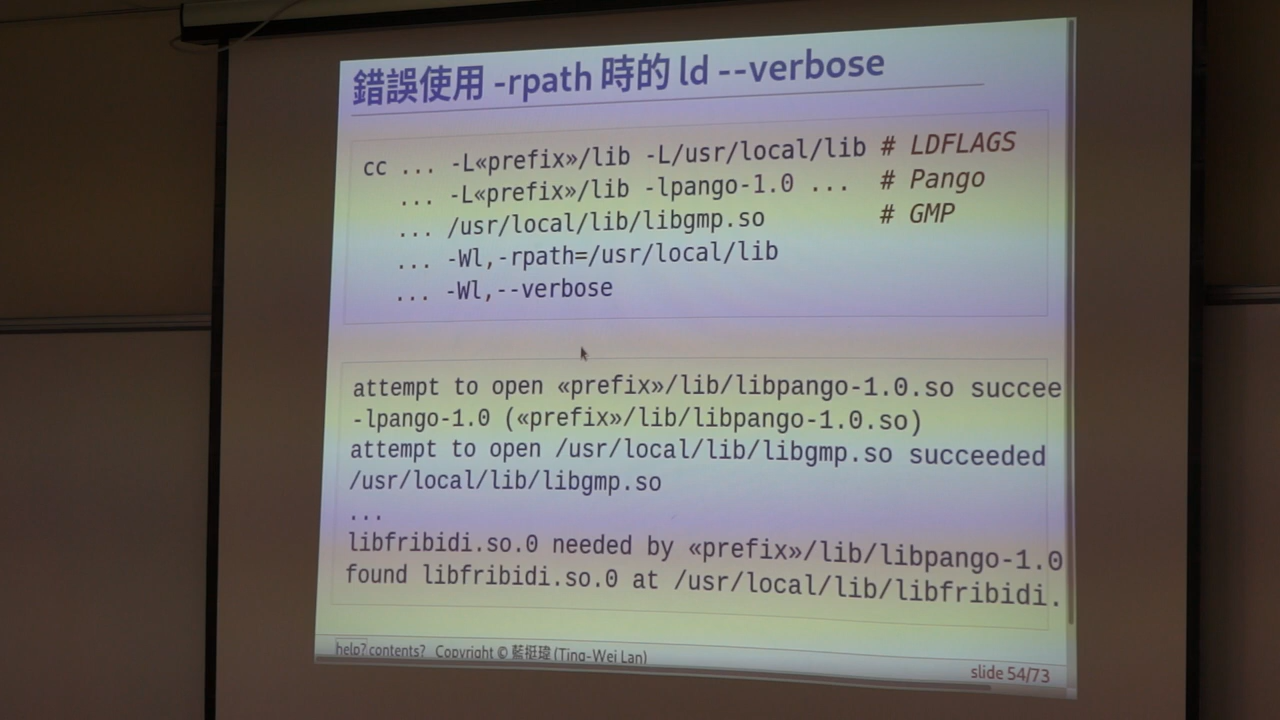 錯誤使用 -rpath 時的 ld --verbose
cc ... -L«prefix»/lib -L/usr/local/lib # LDFLAGS
... -L«prefix»/lib -lpango-1.0 ... # Pango
... /usr/local/lib/libgmp.so # GMP
... -Wl,-rpath=/usr/local/lib
... -Wl,--verbose
attempt to open «prefix»/lib/libpango-1.0.so succee
-lpango-1.0 («prefix»/lib/libpango-1.0.so)
attempt to open /usr/local/lib/libgmp.so succeeded
/usr/local/lib/libgmp.so
...
libfribidi.so.0 needed by «prefix»/lib/libpango-1.0
found libfribidi.so.0 at /usr/local/lib/libfribidi.
help? contents? Copyright © 藍挺瑋 (Ting-Wei Lan)
slide 54/73